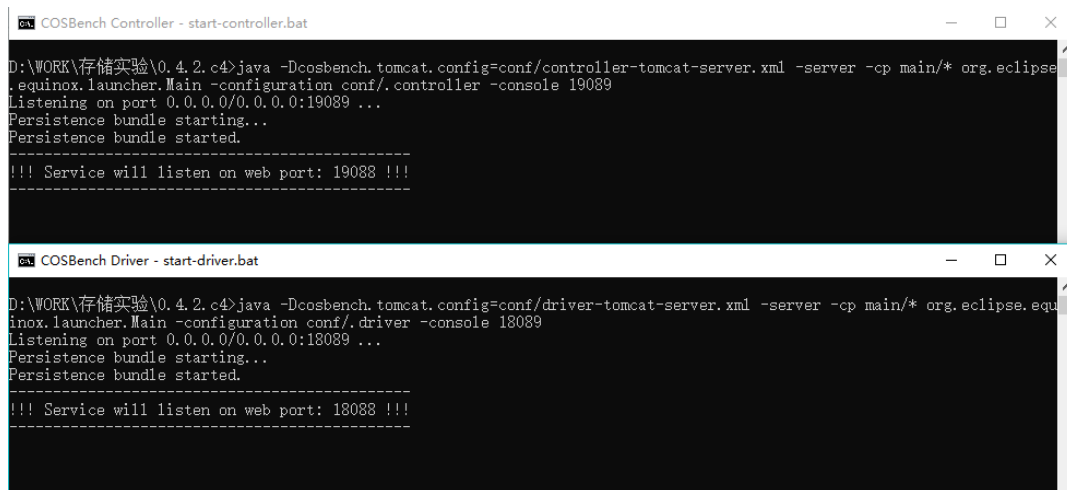 COSBench Controller - start-controller.bat
D:\WORK\存储实验\0.4.2.c4>java -Dcosbench.tomcat.config=conf/controller-tomcat-server.xml -server -cp main/* org.eclipse
.equinox.launcher.Main -configuration conf/.controller -console 19089
Listening on port 0.0.0.0/0.0.0.0:19089 ...
Persistence bundle starting...
Persistence bundle started.
----------------------------------------------
!!! Service will listen on web port: 19088 !!!
----------------------------------------------
COSBench Driver - start-driver.bat
D:\WORK\存储实验\0.4.2.c4>java -Dcosbench.tomcat.config=conf/driver-tomcat-server.xml -server -cp main/* org.eclipse.equ
inox.launcher.Main -configuration conf/.driver -console 18089
Listening on port 0.0.0.0/0.0.0.0:18089 ...
Persistence bundle starting...
Persistence bundle started.
----------------------------------------------
!!! Service will listen on web port: 18088 !!!
----------------------------------------------